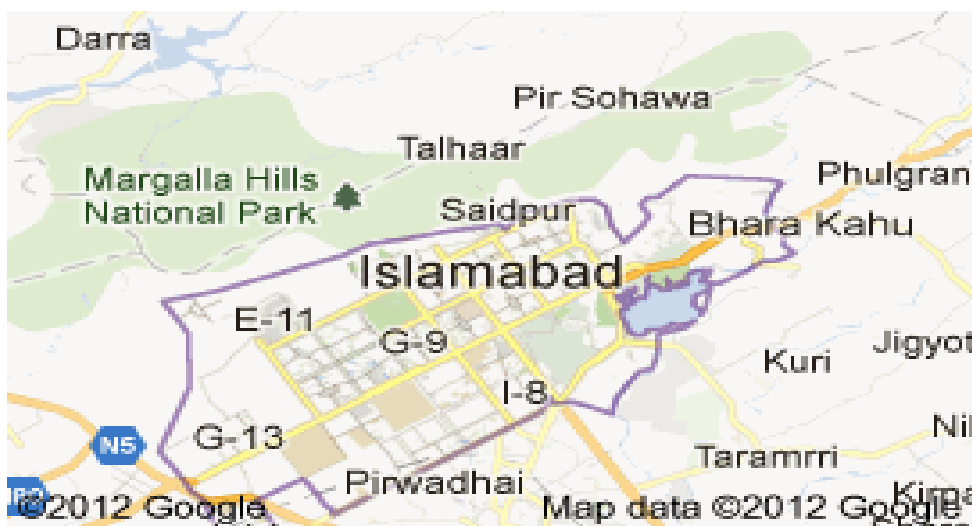 Darra
Pir Sohawa
Talhaar
Phulgran
Margalla Hills
National Park
Saidpur
Bhara Kahu
Islamabad
E-11
G-9
Jigyot
Kuri
I-8
G-13
N5
Taramrri
Pirwadhai
©2012 Google
Map data ©2012 Google